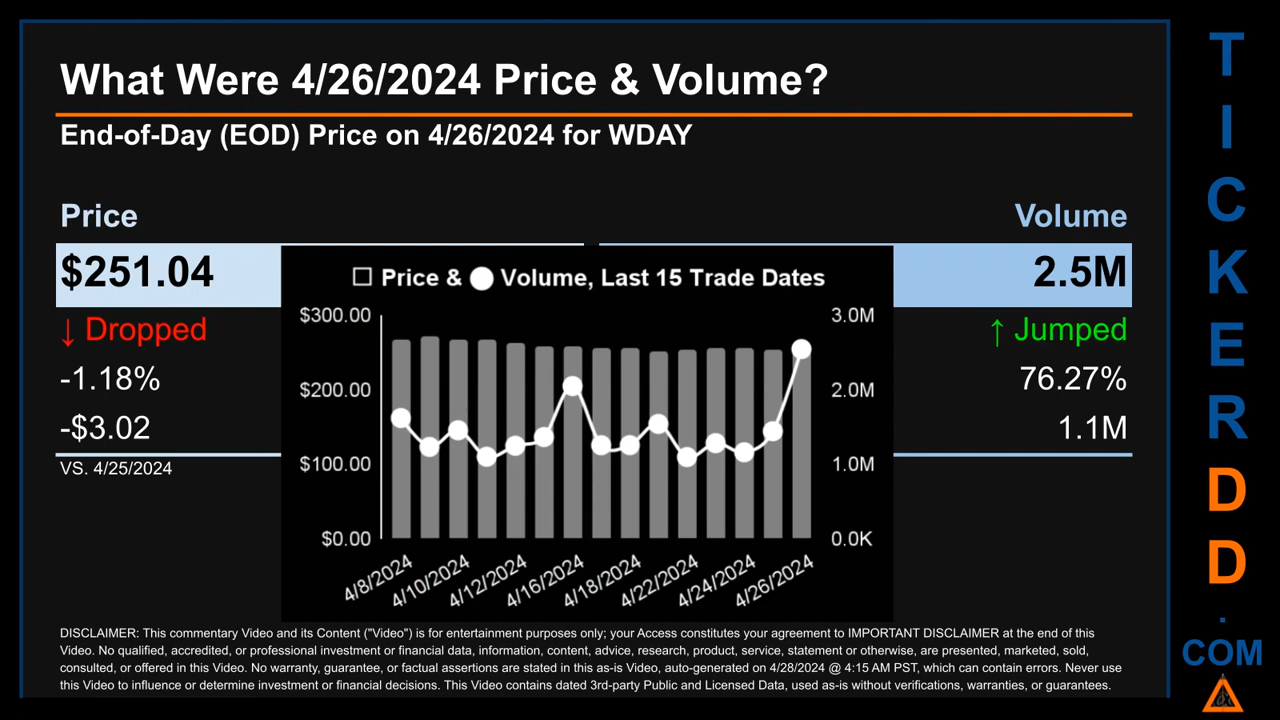 What Were 4/26/2024 Price & Volume?
End-of-Day (EOD) Price on 4/26/2024 for WDAY
Price
Volume
$251.04
2.5M
↓ Dropped
↑ Jumped
-1.18%
76.27%
-$3.02
1.1M
VS. 4/25/2024
Price & Volume, Last 15 Trade Dates
$300.00
$200.00
$100.00
$0.00
3.0M
2.0M
1.0M
0.0K
4/8/2024
4/10/2024
4/12/2024
4/16/2024
4/18/2024
4/22/2024
4/24/2024
4/26/2024
DISCLAIMER: This commentary Video and its Content ("Video") is for entertainment purposes only; your Access constitutes your agreement to IMPORTANT DISCLAIMER at the end of this
Video. No qualified, accredited, or professional investment or financial data, information, content, advice, research, product, service, statement or otherwise, are presented, marketed, sold,
consulted, or offered in this Video. No warranty, guarantee, or factual assertions are stated in this as-is Video, auto-generated on 4/28/2024 @ 4:15 AM PST, which can contain errors. Never use
this Video to influence or determine investment or financial decisions. This Video contains dated 3rd-party Public and Licensed Data, used as-is without verifications, warranties, or guarantees.
T
I
C
K
E
R
D
D
.
COM